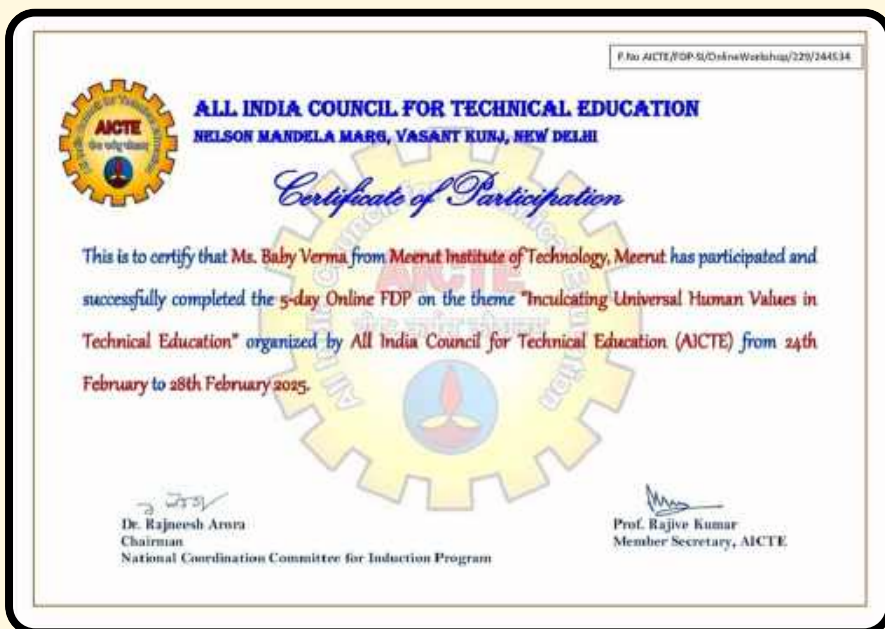 F.No AICTE/FDP-SI/OnlineWorkshop/229/244534
AICTE
ALL INDIA COUNCIL FOR TECHNICAL EDUCATION
NELSON MANDELA MARG, VASANT KUNJ, NEW DELHI
Certificate of Participation
This is to certify that Ms. Baby Verma from Meerut Institute of Technology, Meerut has participated and
successfully completed the 5-day Online FDP on the theme "Inculcating Universal Human Values in
Technical Education" organized by All India Council for Technical Education (AICTE) from 24th
February to 28th February 2025.
AICTE
Dr. Rajneesh Arora
Chairman
National Coordination Committee for Induction Program
Prof. Rajive Kumar
Member Secretary, AICTE